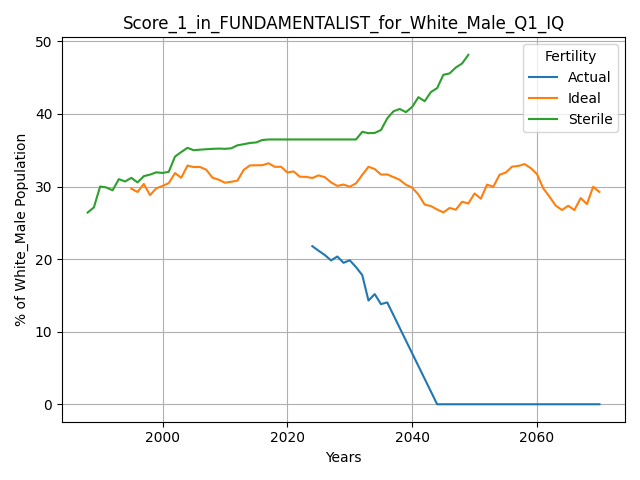 Score_1_in_FUNDAMENTALIST_for_White_Male_Q1_IQ
Fertility
Actual
Ideal
Sterile
% of White_Male Population
50
40
30
20
10
0
2000
2020
2040
2060
Years